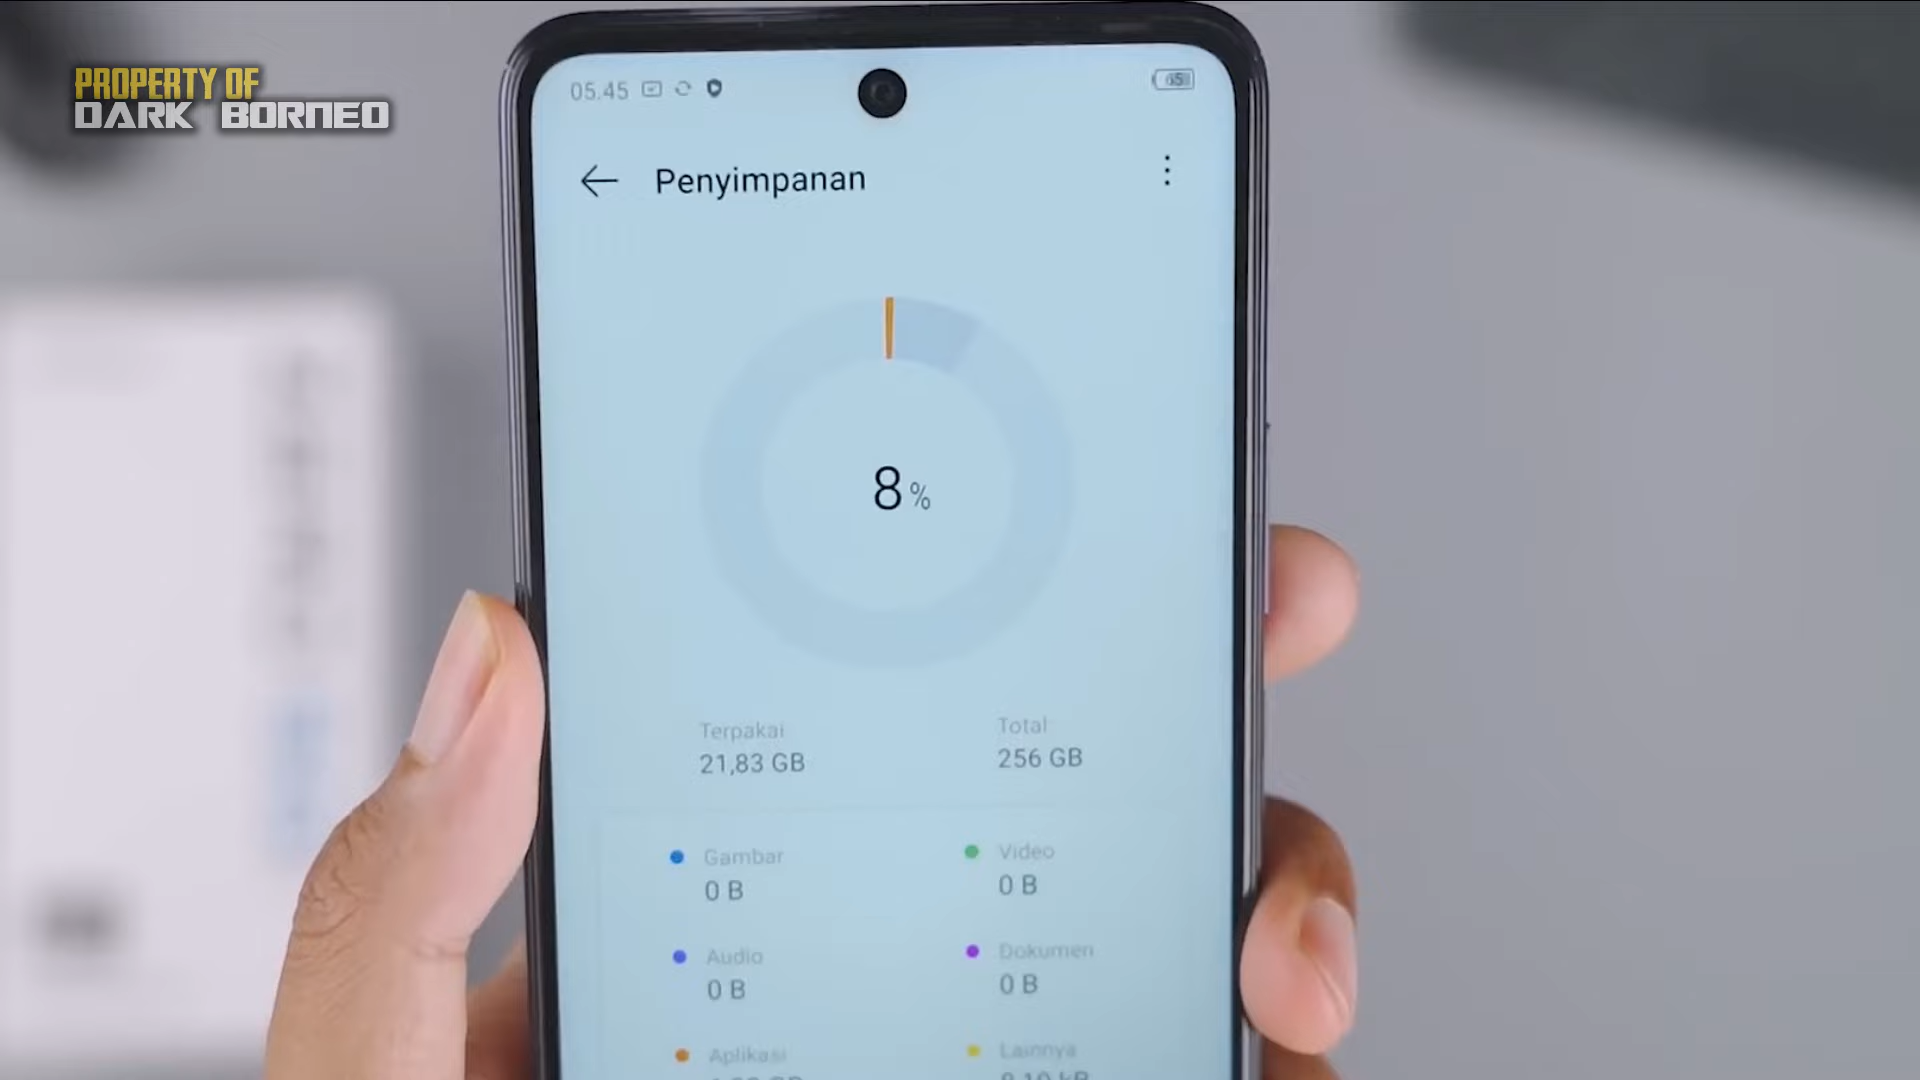 PROPERTY OF
DARK BORNEO
05.45
65
Penyimpanan
8 %
Terpakai
21,83 GB
Total
256 GB
Gambar
0 B
Video
0 B
Audio
0 B
Dokumen
0 B
Aplikasi
Lainnya